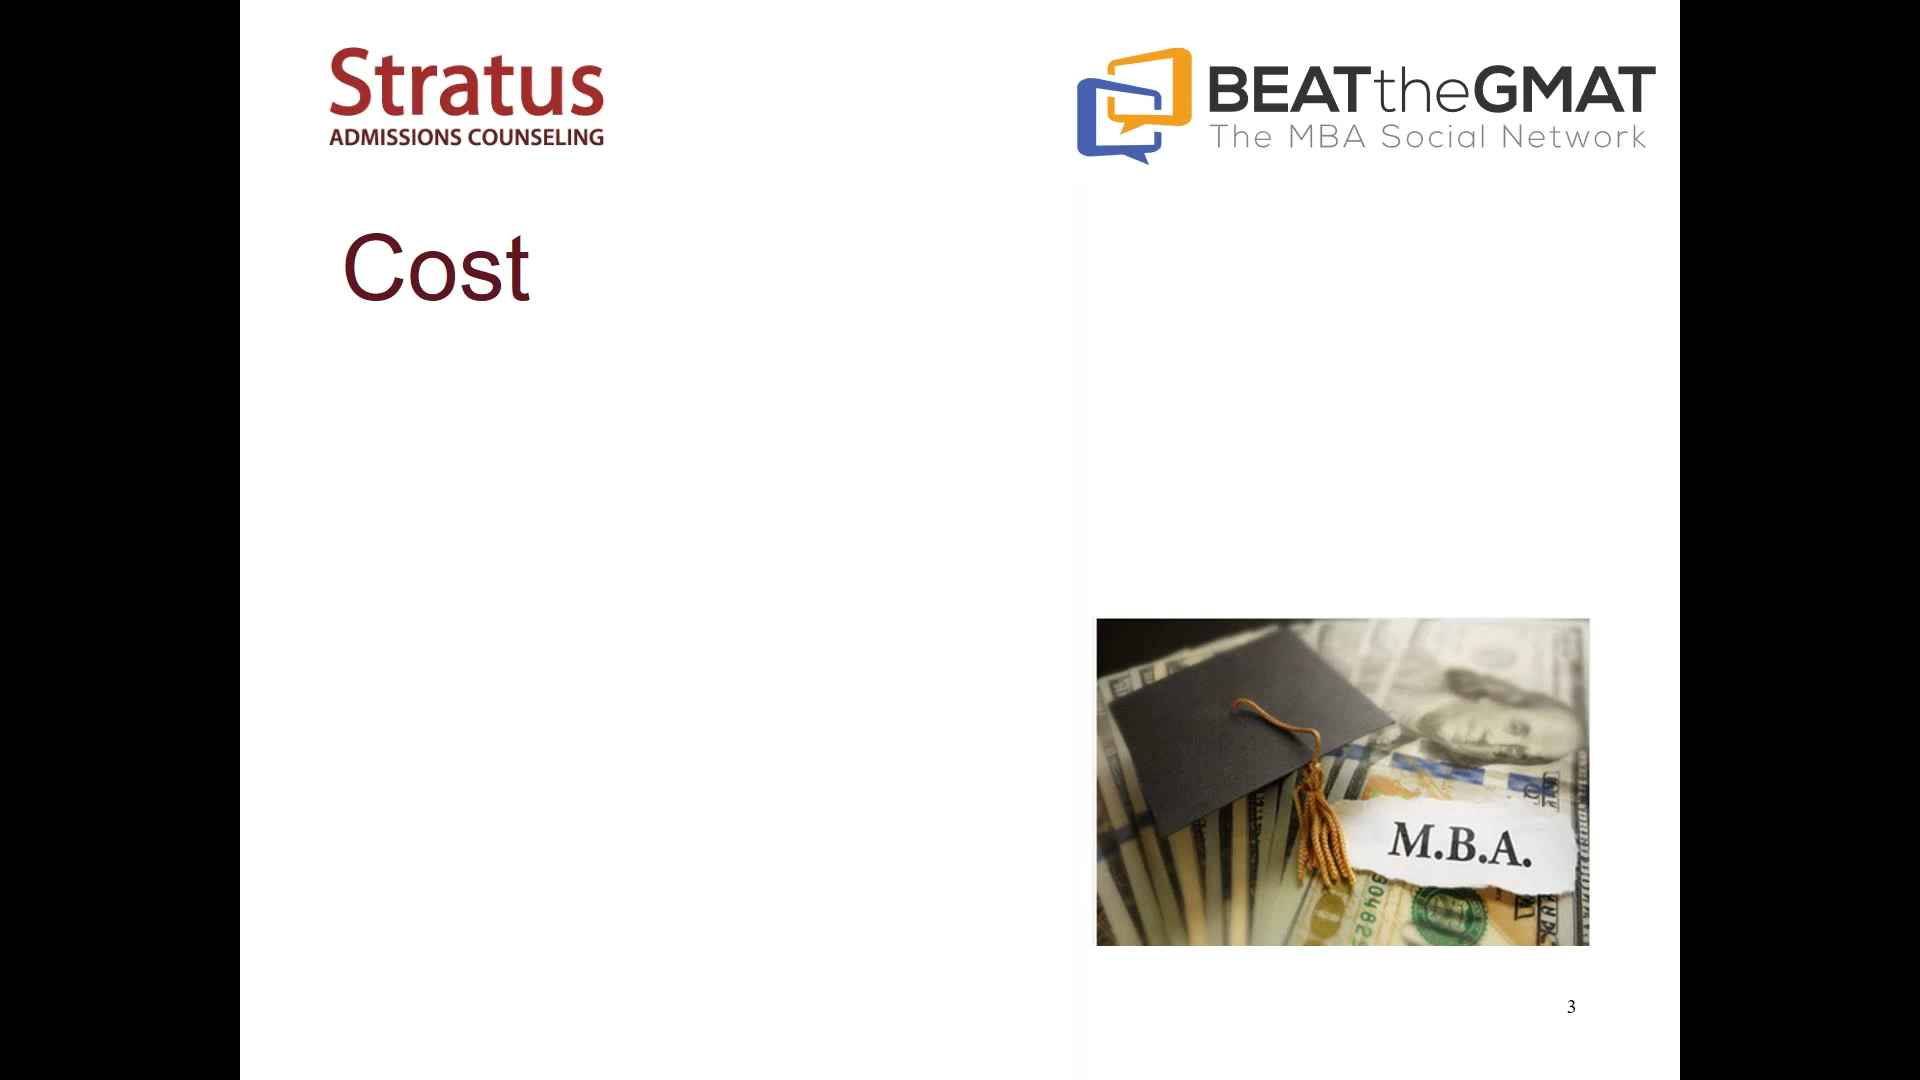 Stratus
ADMISSIONS COUNSELING
BEATtheGMAT
The MBA Social Network
Cost
M.B.A.
3